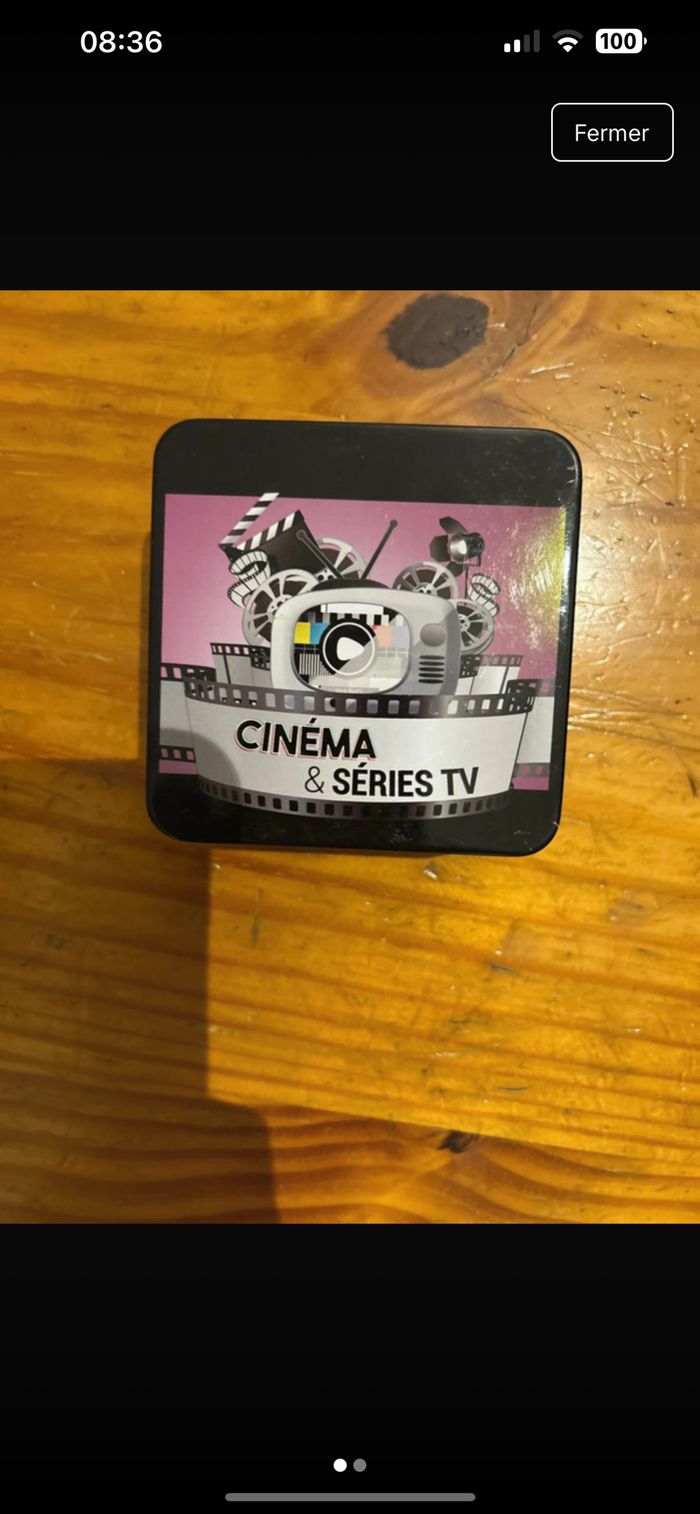 08:36
100
Fermer
CINÉMA
& SÉRIES TV